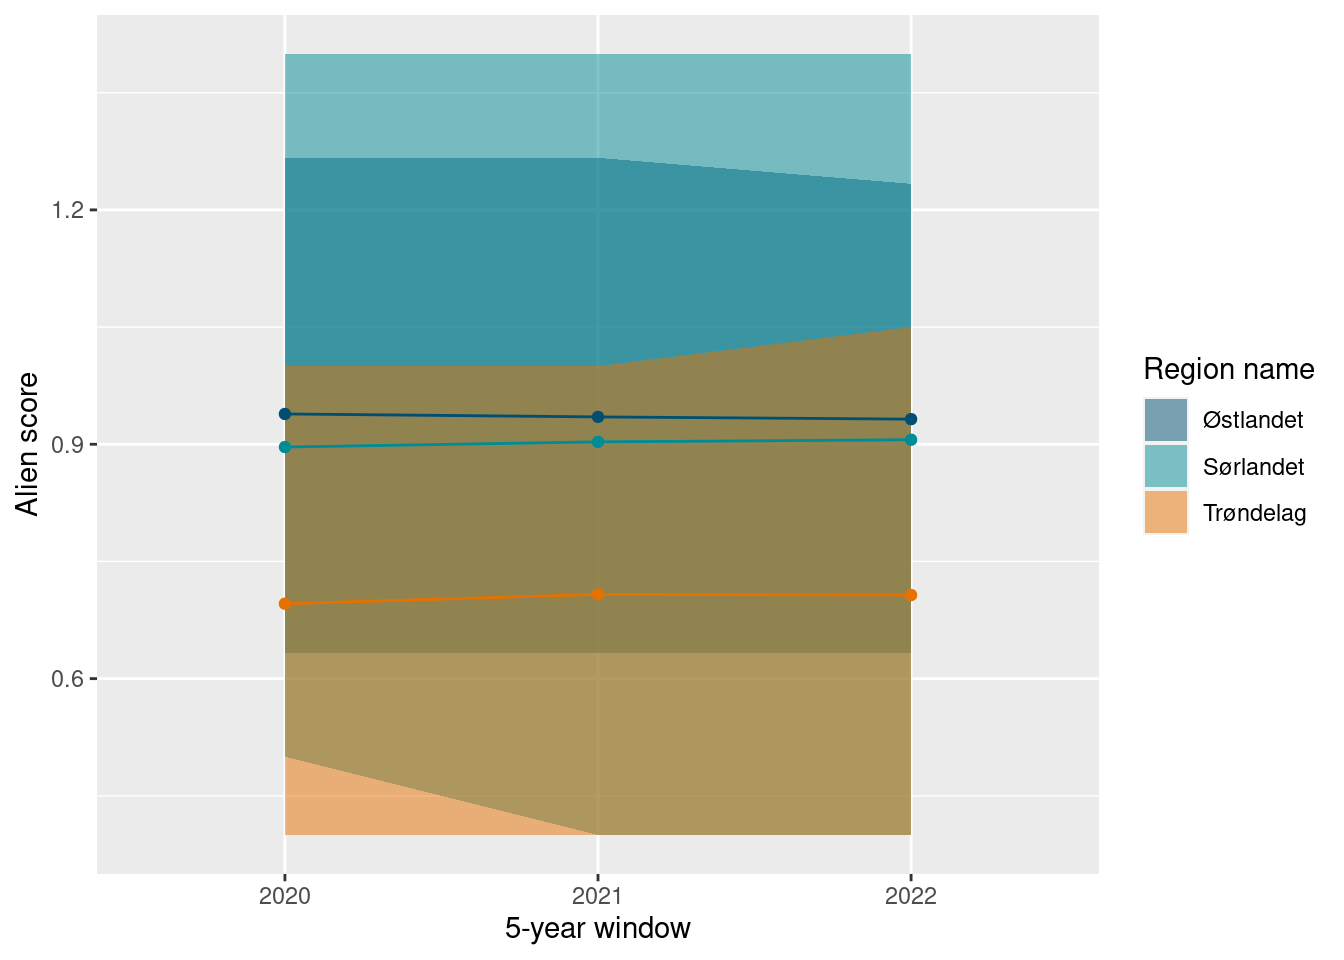 1.2
0.9
0.6
Alien score
2020
2021
2022
5-year window
Region name
Østlandet
Sørlandet
Trøndelag